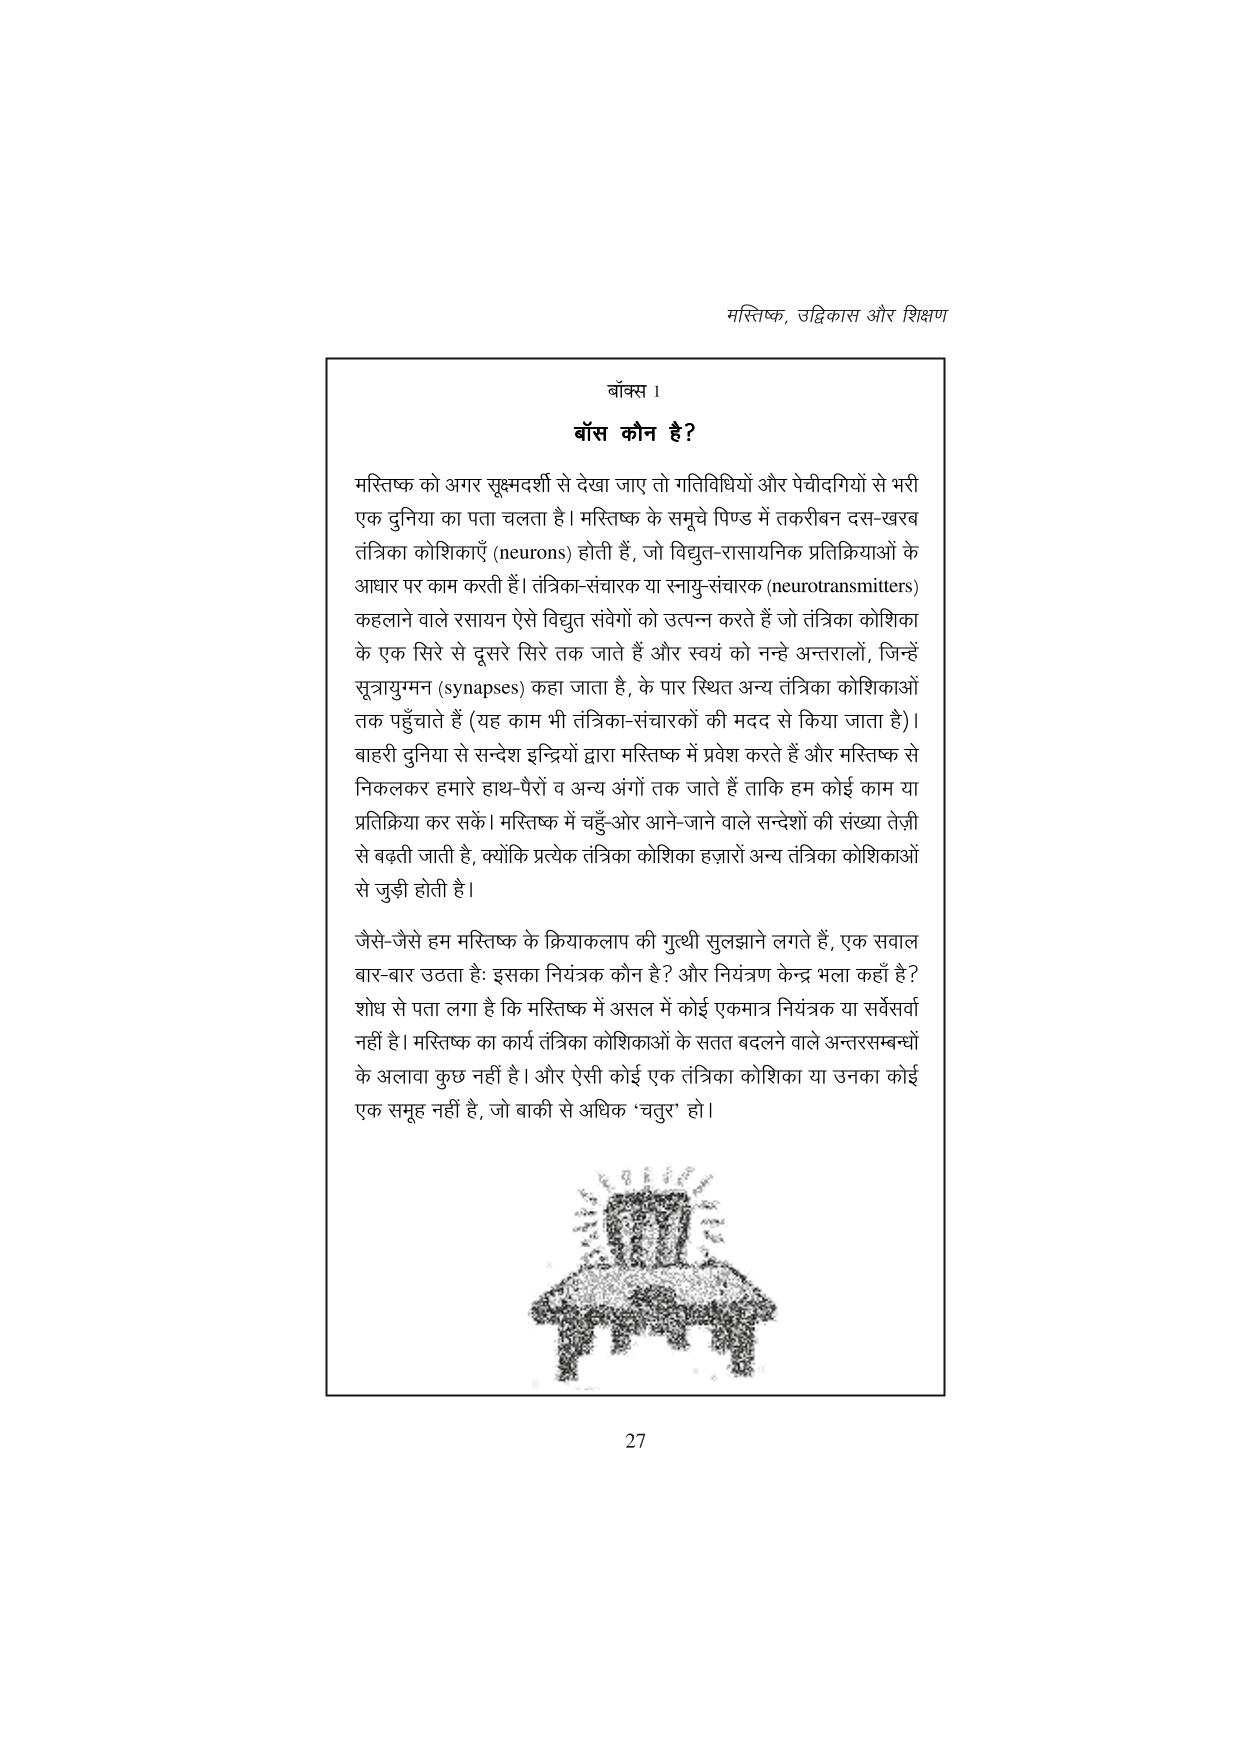 मस्तिष्क, उद्विकास और शिक्षण
बॉक्स 1
बॉस कौन है?
मस्तिष्क को अगर सूक्ष्मदर्शी से देखा जाए तो गतिविधियों और पेचीदगियों से भरी
एक दुनिया का पता चलता है। मस्तिष्क के समूचे पिण्ड में तकरीबन दस-खरब
तंत्रिका कोशिकाएँ (neurons) होती हैं, जो विद्युत-रासायनिक प्रतिक्रियाओं के
आधार पर काम करती हैं। तंत्रिका-संचारक या स्नायु-संचारक (neurotransmitters)
कहलाने वाले रसायन ऐसे विद्युत संवेगों को उत्पन्न करते हैं जो तंत्रिका कोशिका
के एक सिरे से दूसरे सिरे तक जाते हैं और स्वयं को नन्हे अन्तरालों, जिन्हें
सूत्रायुग्मन (synapses) कहा जाता है, के पार स्थित अन्य तंत्रिका कोशिकाओं
तक पहुँचाते हैं (यह काम भी तंत्रिका-संचारकों की मदद से किया जाता है)।
बाहरी दुनिया से सन्देश इन्द्रियों द्वारा मस्तिष्क में प्रवेश करते हैं और मस्तिष्क से
निकलकर हमारे हाथ-पैरों व अन्य अंगों तक जाते हैं ताकि हम कोई काम या
प्रतिक्रिया कर सकें। मस्तिष्क में चहुँ-ओर आने-जाने वाले सन्देशों की संख्या तेज़ी
से बढ़ती जाती है, क्योंकि प्रत्येक तंत्रिका कोशिका हज़ारों अन्य तंत्रिका कोशिकाओं
से जुड़ी होती है।
जैसे-जैसे हम मस्तिष्क के क्रियाकलाप की गुत्थी सुलझाने लगते हैं, एक सवाल
बार-बार उठता है: इसका नियंत्रक कौन है? और नियंत्रण केन्द्र भला कहाँ है?
शोध से पता लगा है कि मस्तिष्क में असल में कोई एकमात्र नियंत्रक या सर्वेसर्वा
नहीं है। मस्तिष्क का कार्य तंत्रिका कोशिकाओं के सतत बदलने वाले अन्तरसम्बन्धों
के अलावा कुछ नहीं है। और ऐसी कोई एक तंत्रिका कोशिका या उनका कोई
एक समूह नहीं है, जो बाकी से अधिक ‘चतुर’ हो।
27